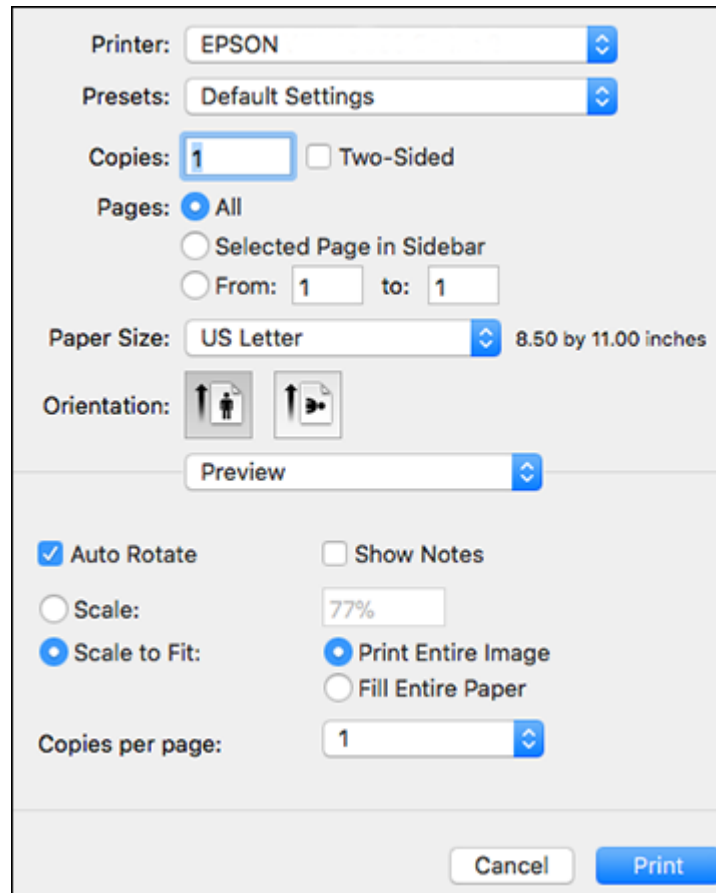 Printer: EPSON
Presets: Default Settings
Copies: 1 Two-Sided
Pages: All
Selected Page in Sidebar
From: 1 to: 1
Paper Size: US Letter 8.50 by 11.00 inches
Orientation:
Preview
Auto Rotate Show Notes
Scale: 77%
Scale to Fit: Print Entire Image
Fill Entire Paper
Copies per page: 1
Cancel Print